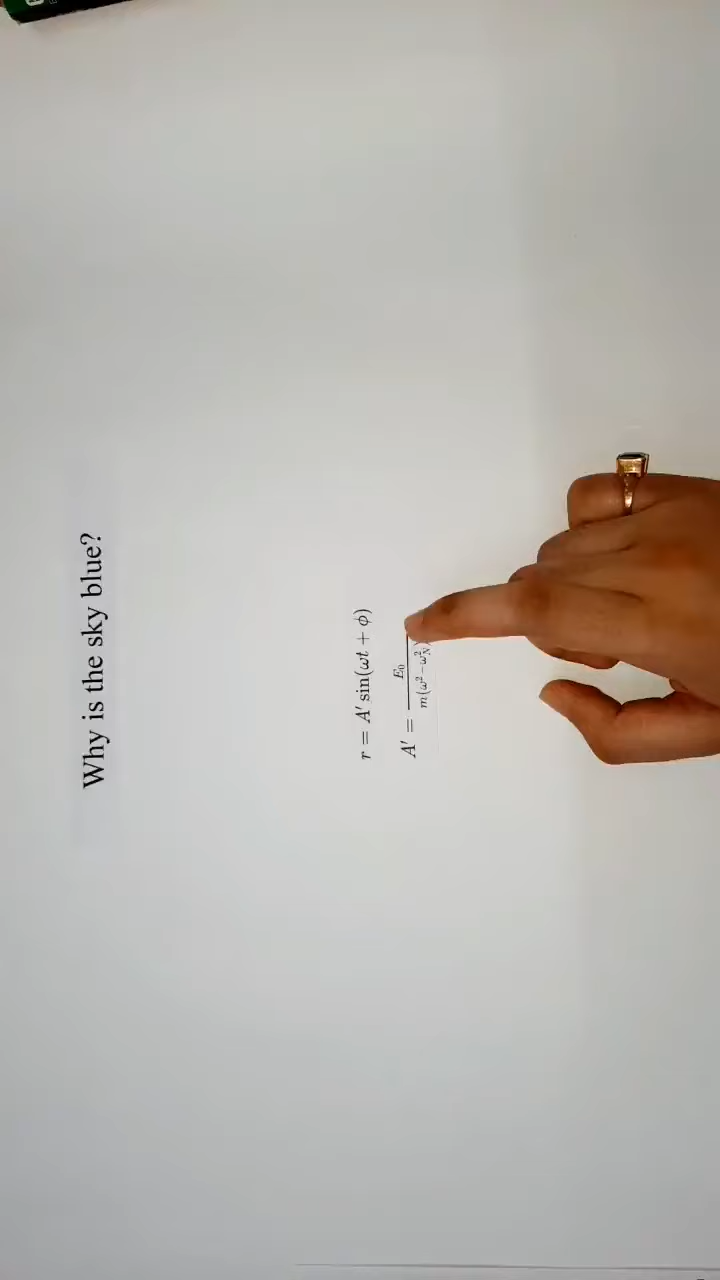 Why is the sky blue?
r = A′ sin(ωt + ϕ)
A′ = E₀ / m(ω² − ω_N²)